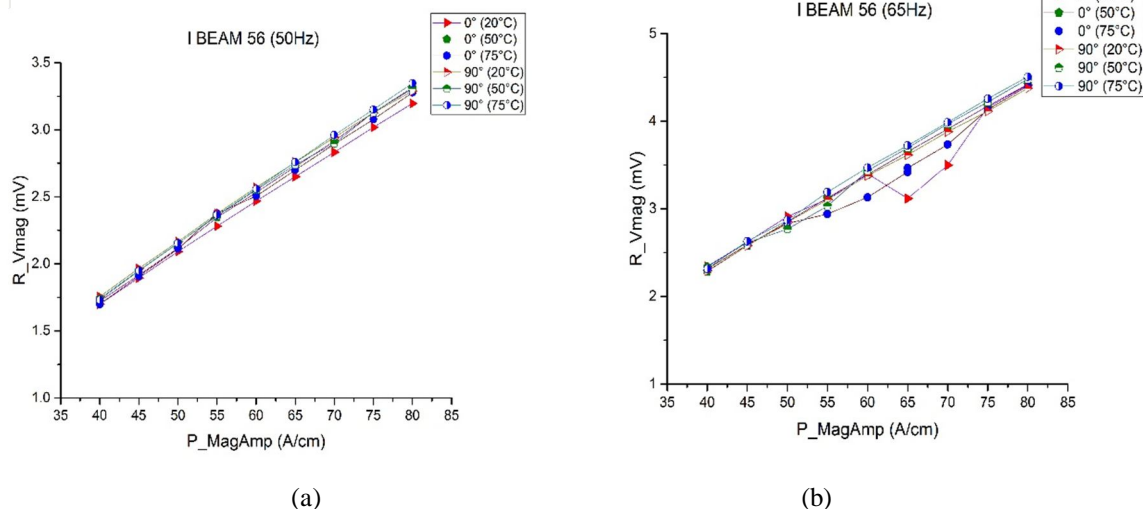 I BEAM 56 (50Hz)
0° (20°C)
0° (50°C)
0° (75°C)
90° (20°C)
90° (50°C)
90° (75°C)
3.5
3.0
2.5
2.0
1.5
1.0
R_Vmag (mV)
35 40 45 50 55 60 65 70 75 80 85
P_MagAmp (A/cm)
(a)
I BEAM 56 (65Hz)
0° (50°C)
0° (75°C)
90° (20°C)
90° (50°C)
90° (75°C)
5
4
3
2
1
R_Vmag (mV)
35 40 45 50 55 60 65 70 75 80 85
P_MagAmp (A/cm)
(b)